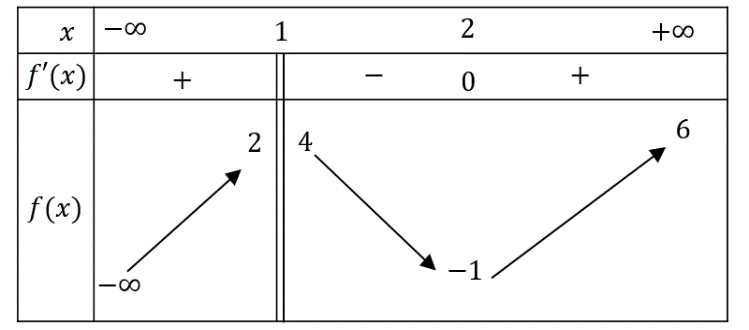 x −∞ 1 2 +∞
f′(x) + − 0 +
2 4 6
f(x)
−∞ −1